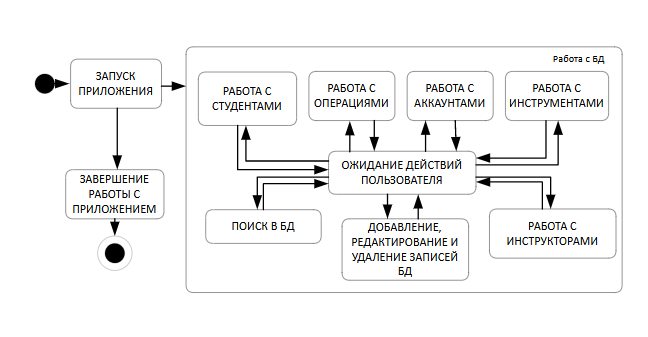 Работа с БД
ЗАПУСК
ПРИЛОЖЕНИЯ
РАБОТА С
СТУДЕНТАМИ
РАБОТА С
ОПЕРАЦИЯМИ
РАБОТА С
АККАУНТАМИ
РАБОТА С
ИНСТРУМЕНТАМИ
ОЖИДАНИЕ ДЕЙСТВИЙ
ПОЛЬЗОВАТЕЛЯ
ЗАВЕРШЕНИЕ
РАБОТЫ С
ПРИЛОЖЕНИЕМ
ПОИСК В БД
ДОБАВЛЕНИЕ,
РЕДАКТИРОВАНИЕ И
УДАЛЕНИЕ ЗАПИСЕЙ
БД
РАБОТА С
ИНСТРУКТОРАМИ